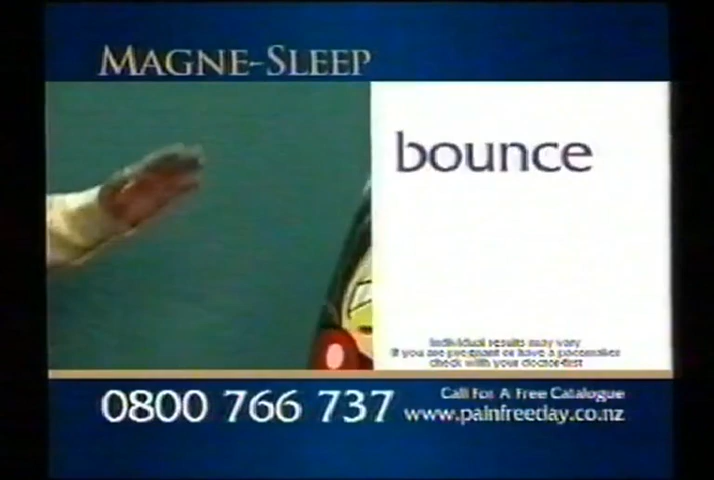 MAGNE-SLEEP
bounce
Individual results may vary
If you are pregnant or have a pacemaker
check with your doctor first
0800 766 737
Call For A Free Catalogue
www.painfreeday.co.nz